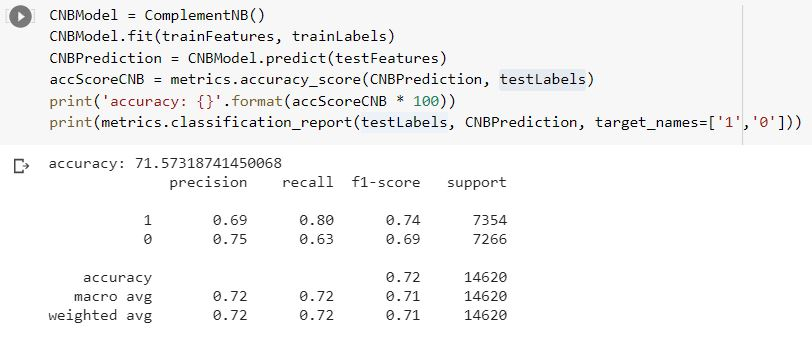 CNBModel = ComplementNB()
CNBModel.fit(trainFeatures, trainLabels)
CNBPrediction = CNBModel.predict(testFeatures)
accScoreCNB = metrics.accuracy_score(CNBPrediction, testLabels)
print('accuracy: {}'.format(accScoreCNB * 100))
print(metrics.classification_report(testLabels, CNBPrediction, target_names=['1','0']))
accuracy: 71.57318741450068
precision recall f1-score support
1 0.69 0.80 0.74 7354
0 0.75 0.63 0.69 7266
accuracy 0.72 14620
macro avg 0.72 0.72 0.71 14620
weighted avg 0.72 0.72 0.71 14620